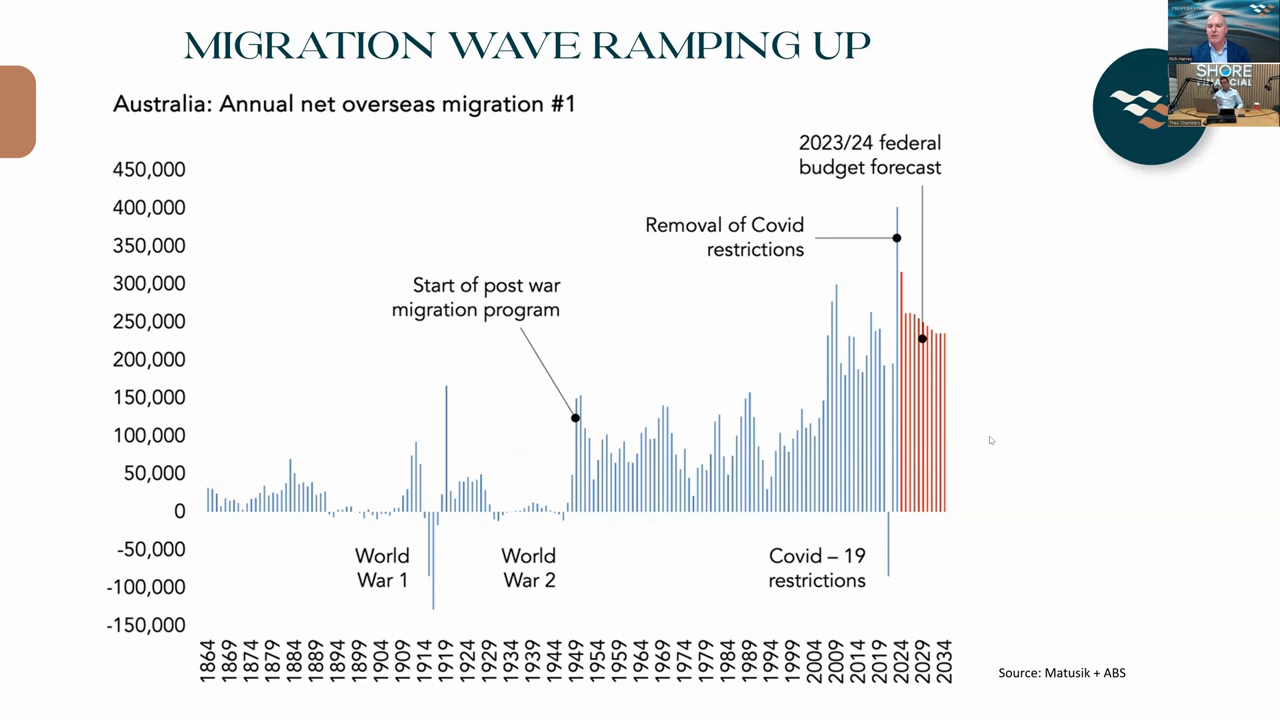 MIGRATION WAVE RAMPING UP
Australia: Annual net overseas migration #1
2023/24 federal
budget forecast
Removal of Covid
restrictions
Start of post war
migration program
450,000
400,000
350,000
300,000
250,000
200,000
150,000
100,000
50,000
0
-50,000
-100,000
-150,000
World
War 1
World
War 2
Covid – 19
restrictions
1864
1869
1874
1879
1884
1889
1894
1899
1904
1909
1914
1919
1924
1929
1934
1939
1944
1949
1954
1959
1964
1969
1974
1979
1984
1989
1994
1999
2004
2009
2014
2019
2024
2029
2034
Source: Matusik + ABS
Rich Harvey
SHORE
FINANCIAL
Theo Chambers